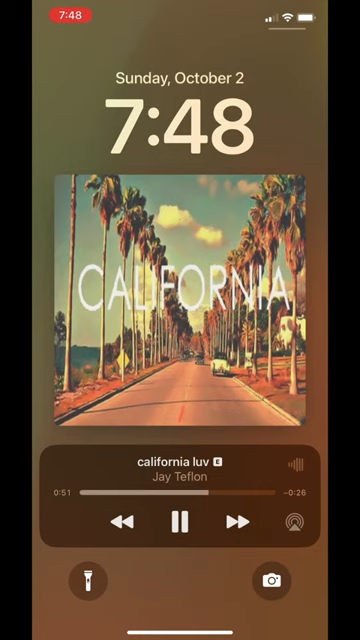 7:48
Sunday, October 2
7:48
CALIFORNIA
california luv E
Jay Teflon
0:51
-0:26